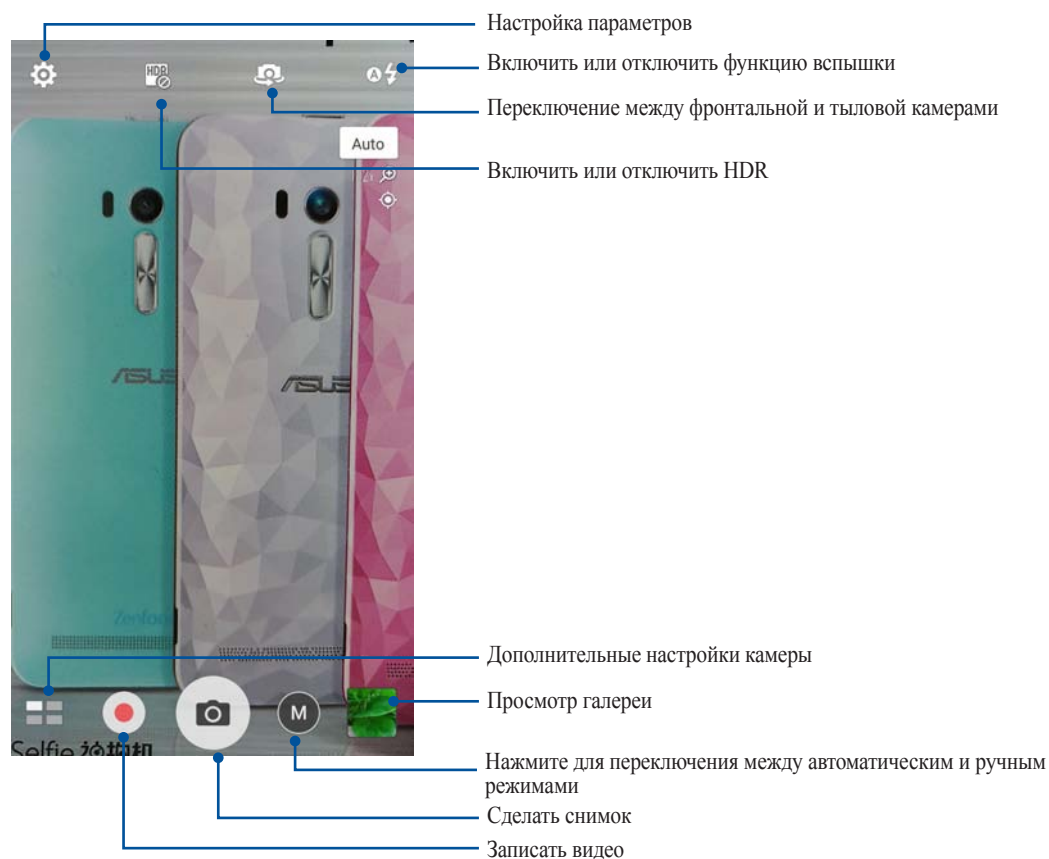 Настройка параметров
Включить или отключить функцию вспышки
HDR
A
Переключение между фронтальной и тыловой камерами
Auto
Включить или отключить HDR
ASUS
Zenfone
Дополнительные настройки камеры
Просмотр галереи
M
Selfie
Нажмите для переключения между автоматическим и ручным
режимами
Сделать снимок
Записать видео